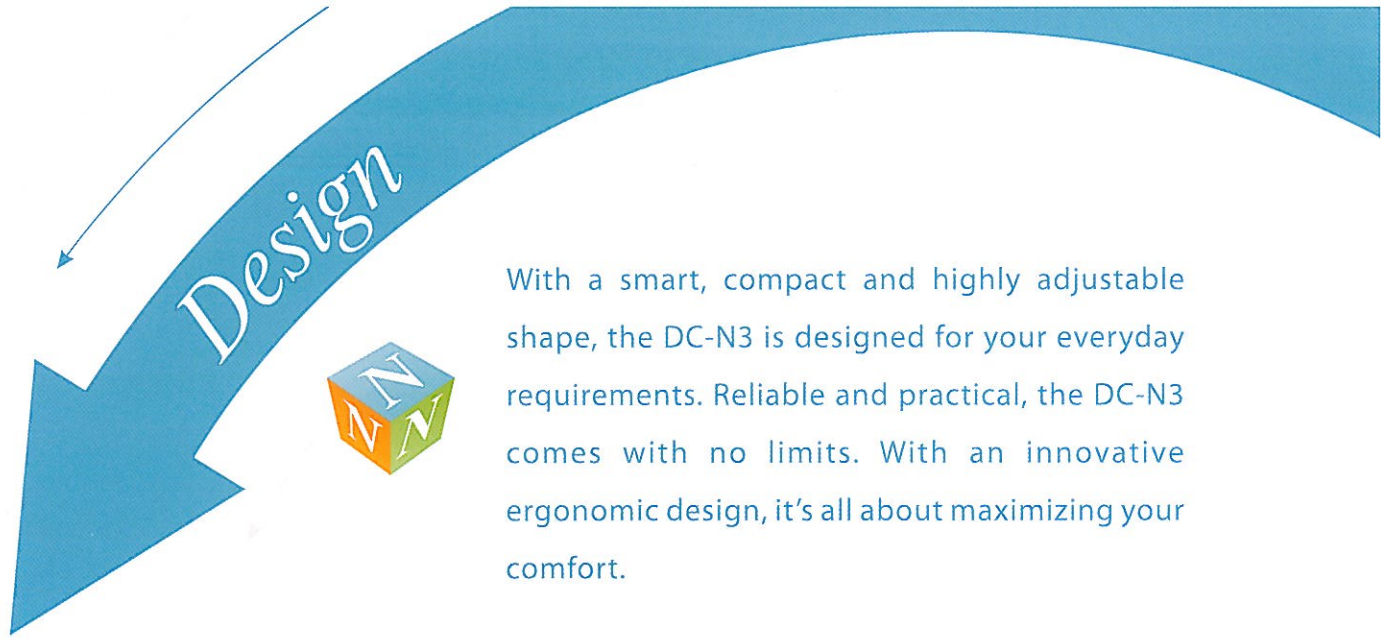 Design
N
N N
With a smart, compact and highly adjustable
shape, the DC-N3 is designed for your everyday
requirements. Reliable and practical, the DC-N3
comes with no limits. With an innovative
ergonomic design, it's all about maximizing your
comfort.